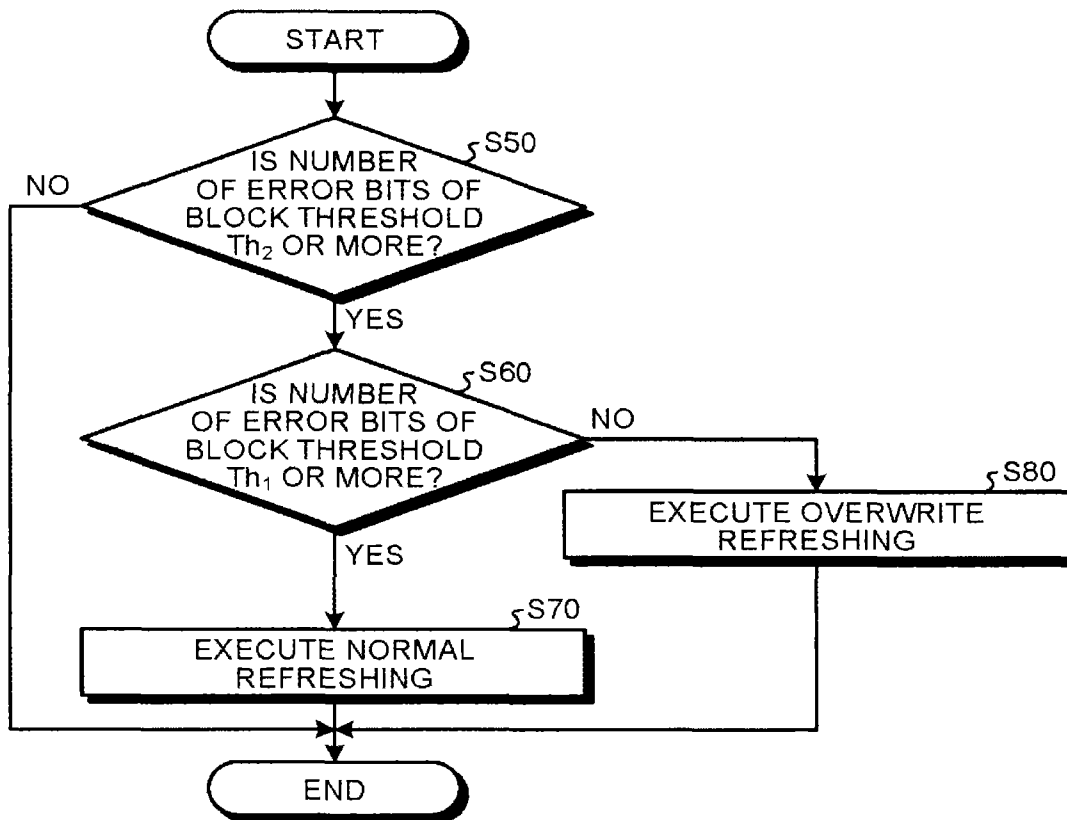 START
S50
IS NUMBER
OF ERROR BITS OF
BLOCK THRESHOLD
Th₂ OR MORE?
NO
YES
S60
IS NUMBER
OF ERROR BITS OF
BLOCK THRESHOLD
Th₁ OR MORE?
NO
YES
S80
EXECUTE OVERWRITE
REFRESHING
S70
EXECUTE NORMAL
REFRESHING
END